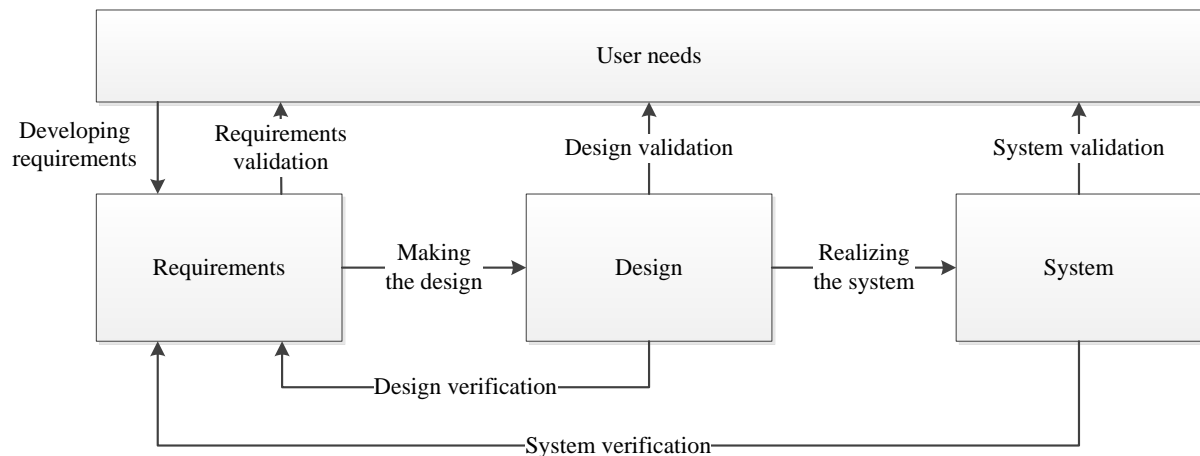 User needs
Developing
requirements
Requirements
validation
Design validation
System validation
Requirements
Making
the design
Design
Realizing
the system
System
Design verification
System verification